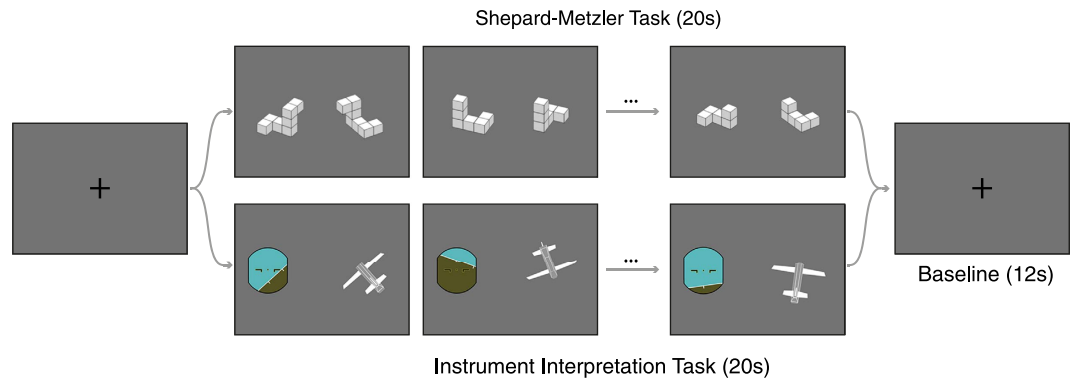 Shepard-Metzler Task (20s)
...
...
Baseline (12s)
Instrument Interpretation Task (20s)